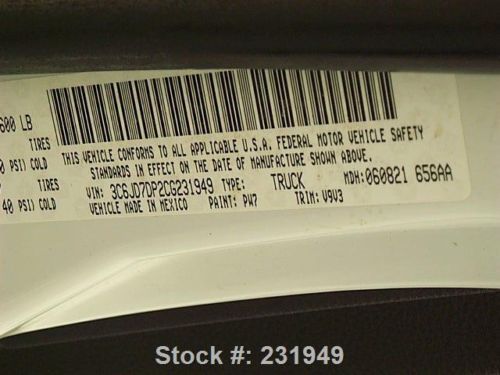 600 LB
TIRES
0 PSI) COLD
TIRES
40 PSI) COLD
THIS VEHICLE CONFORMS TO ALL APPLICABLE U.S.A. FEDERAL MOTOR VEHICLE SAFETY
STANDARDS IN EFFECT ON THE DATE OF MANUFACTURE SHOWN ABOVE.
VIN: 3C6JD7DP2CG231949 TYPE: TRUCK MDH: 060821 656AA
VEHICLE MADE IN MEXICO PAINT: PW7 TRIM: V9V3
Stock #: 231949